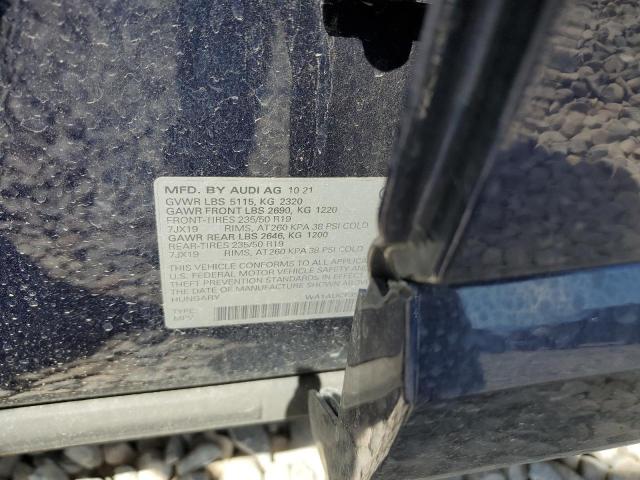 MFD. BY AUDI AG 10 21
GVWR LBS 5115, KG 2320
GAWR FRONT LBS 2690, KG 1220
FRONT-TIRES 235/50 R19
7JX19 RIMS, AT 260 KPA 38 PSI COLD
GAWR REAR LBS 2646, KG 1200
REAR-TIRES 235/50 R19
7JX19 RIMS, AT 260 KPA 38 PSI COLD
THIS VEHICLE CONFORMS TO ALL
U.S. FEDERAL MOTOR VEHICLE SAFETY AND
THEFT PREVENTION STANDARDS IN EFFECT
THE DATE OF MANUFACTURE SHOWN
HUNGARY
TYPE:
MPV